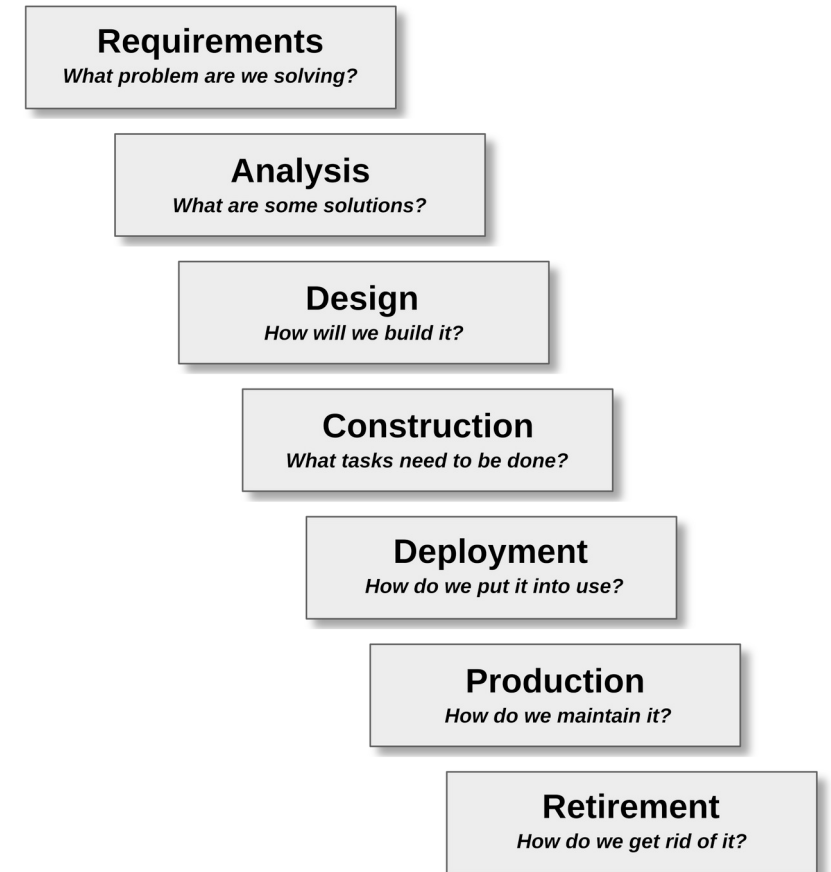 Requirements
What problem are we solving?
Analysis
What are some solutions?
Design
How will we build it?
Construction
What tasks need to be done?
Deployment
How do we put it into use?
Production
How do we maintain it?
Retirement
How do we get rid of it?